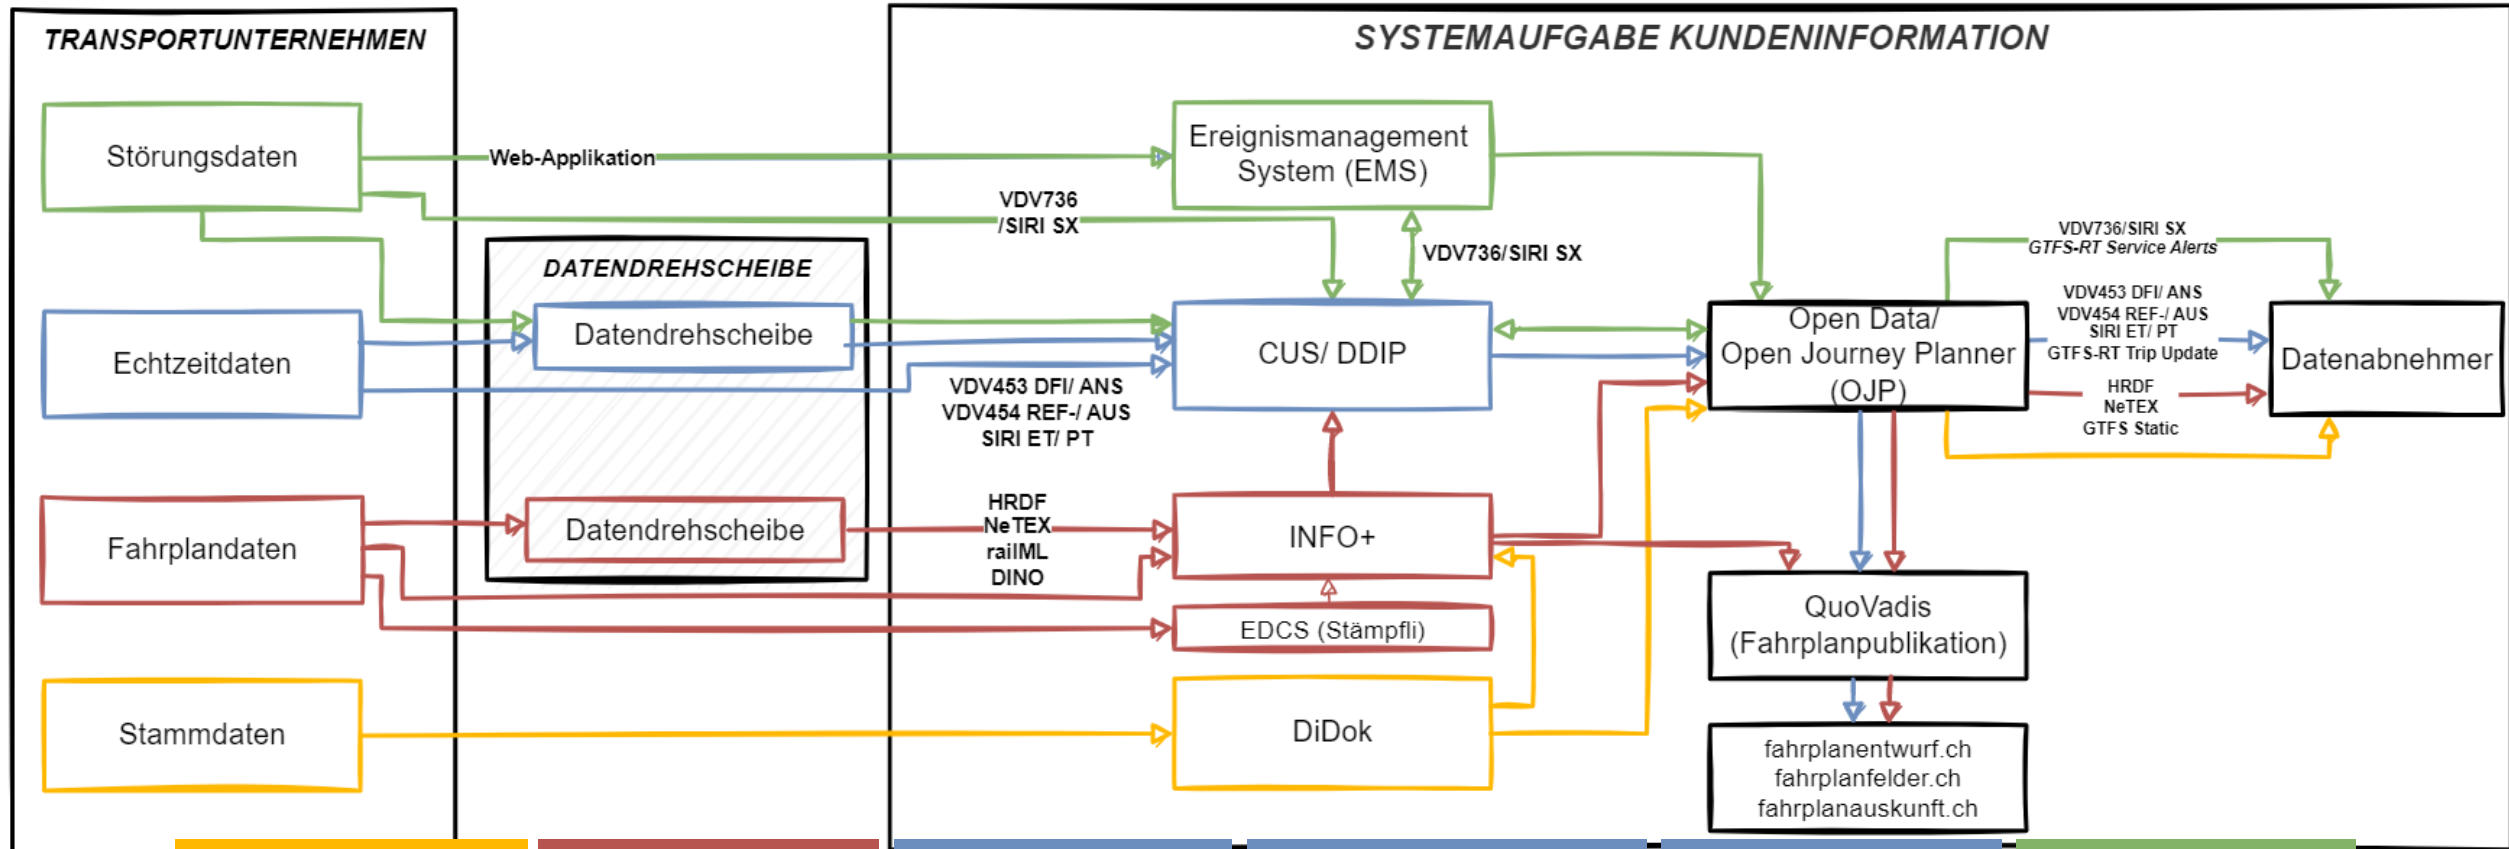 TRANSPORTUNTERNEHMEN
SYSTEMAUFGABE KUNDENINFORMATION
Störungsdaten
Web-Applikation
Ereignismanagement
System (EMS)
VDV736
/SIRI SX
VDV736/SIRI SX
VDV736/SIRI SX
GTFS-RT Service Alerts
DATENDREHSCHEIBE
Echtzeitdaten
Datendrehscheibe
CUS/ DDIP
Open Data/
Open Journey Planner
(OJP)
VDV453 DFI/ ANS
VDV454 REF-/ AUS
SIRI ET/ PT
GTFS-RT Trip Update
Datenabnehmer
VDV453 DFI/ ANS
VDV454 REF-/ AUS
SIRI ET/ PT
HRDF
NeTEX
GTFS Static
Fahrplandaten
Datendrehscheibe
HRDF
NeTEX
railML
DINO
INFO+
EDCS (Stämpfli)
QuoVadis
(Fahrplanpublikation)
Stammdaten
DiDok
fahrplanentwurf.ch
fahrplanfelder.ch
fahrplanauskunft.ch